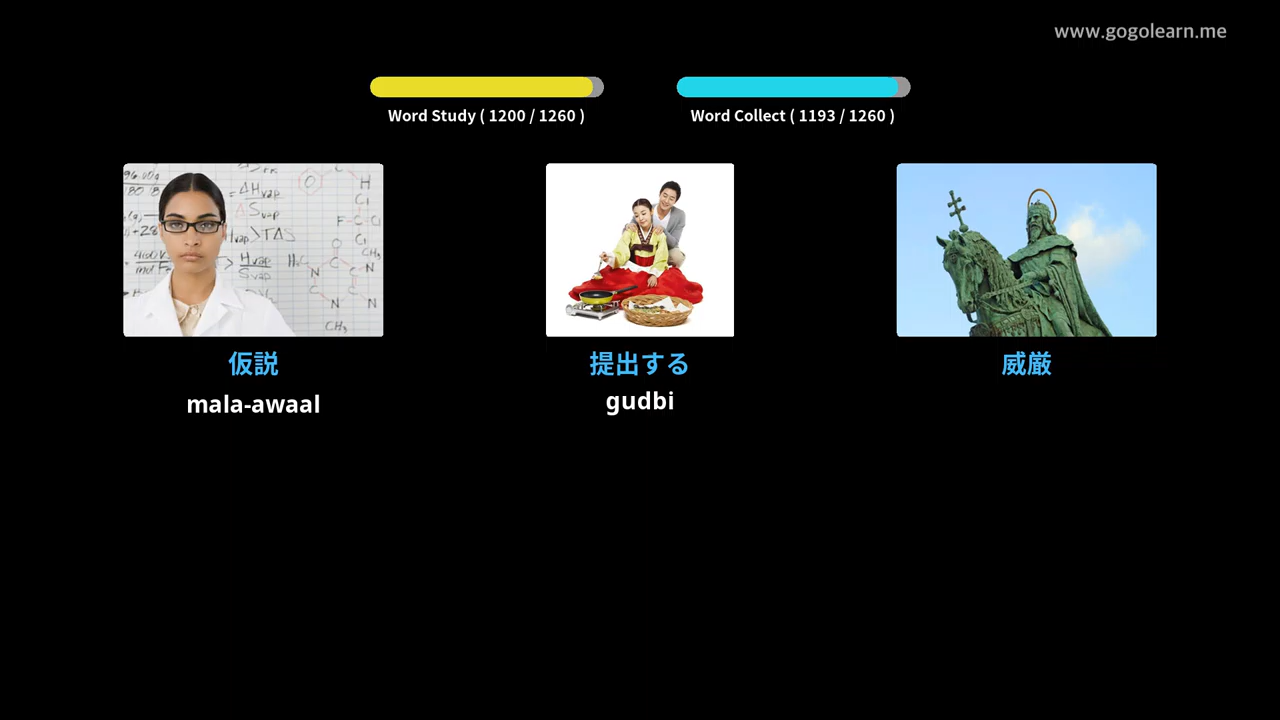 www.gogolearn.me
Word Study ( 1200 / 1260 )
Word Collect ( 1193 / 1260 )
仮説
提出する
威厳
mala-awaal
gudbi